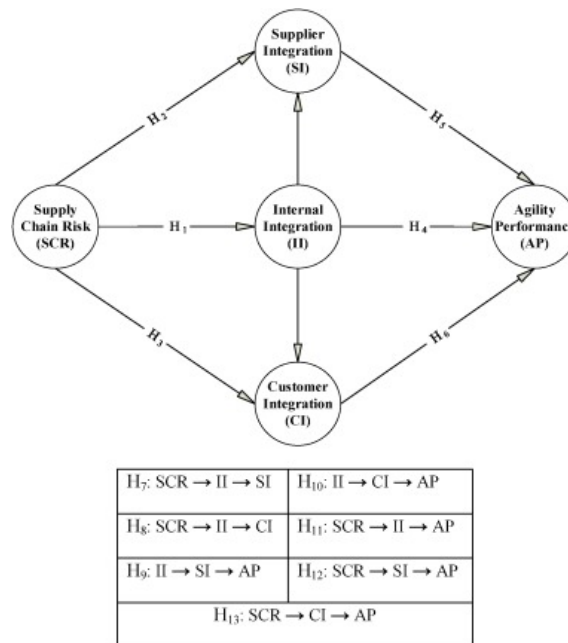 Supplier
Integration
(SI)
H2
H5
Supply
Chain Risk
(SCR)
H1
Internal
Integration
(II)
H4
Agility
Performance
(AP)
H3
H6
Customer
Integration
(CI)
H7: SCR → II → SI
H10: II → CI → AP
H8: SCR → II → CI
H11: SCR → II → AP
H9: II → SI → AP
H12: SCR → SI → AP
H13: SCR → CI → AP